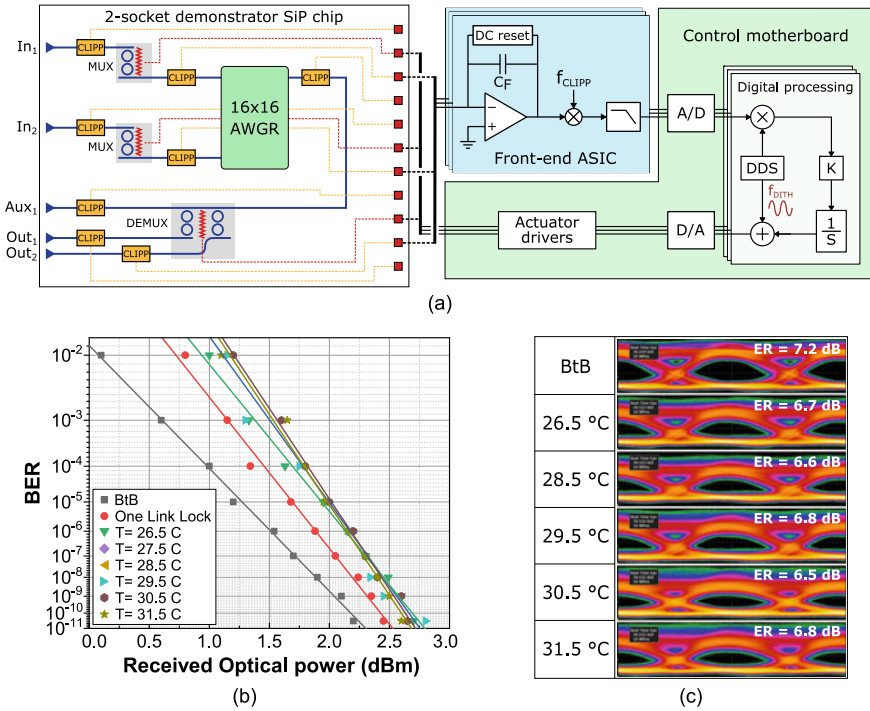 2-socket demonstrator SiP chip
In1
CLIPP
MUX
CLIPP
CLIPP
16x16
AWGR
In2
CLIPP
MUX
CLIPP
Aux1
CLIPP
DEMUX
Out1
CLIPP
Out2
CLIPP
DC reset
CF
fCLIPP
−
+
Front-end ASIC
Control motherboard
A/D
Digital processing
DDS
K
fDITH
1/S
Actuator
drivers
D/A
(a)
BER
10-2
10-3
10-4
10-5
10-6
10-7
10-8
10-9
10-10
10-11
BtB
One Link Lock
T= 26.5 C
T= 27.5 C
T= 28.5 C
T= 29.5 C
T= 30.5 C
T= 31.5 C
0.0 0.5 1.0 1.5 2.0 2.5 3.0
Received Optical power (dBm)
(b)
BtB ER = 7.2 dB
26.5 °C ER = 6.7 dB
28.5 °C ER = 6.6 dB
29.5 °C ER = 6.8 dB
30.5 °C ER = 6.5 dB
31.5 °C ER = 6.8 dB
(c)